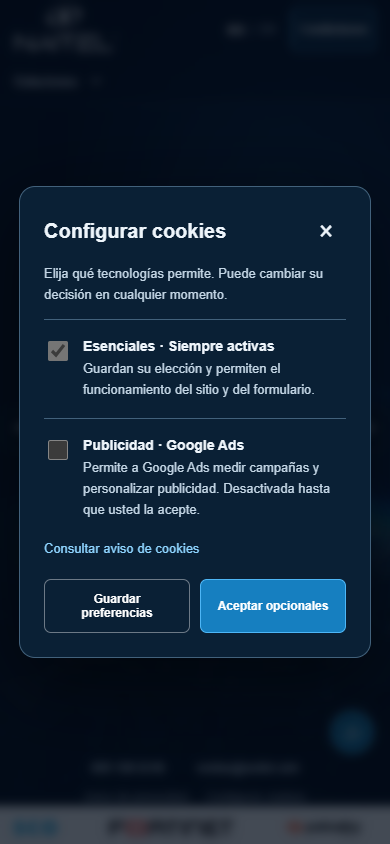 Configurar cookies
×
Elija qué tecnologías permite. Puede cambiar su
decisión en cualquier momento.
Esenciales · Siempre activas
Guardan su elección y permiten el
funcionamiento del sitio y del formulario.
Publicidad · Google Ads
Permite a Google Ads medir campañas y
personalizar publicidad. Desactivada hasta
que usted la acepte.
Consultar aviso de cookies
Guardar
preferencias
Aceptar opcionales